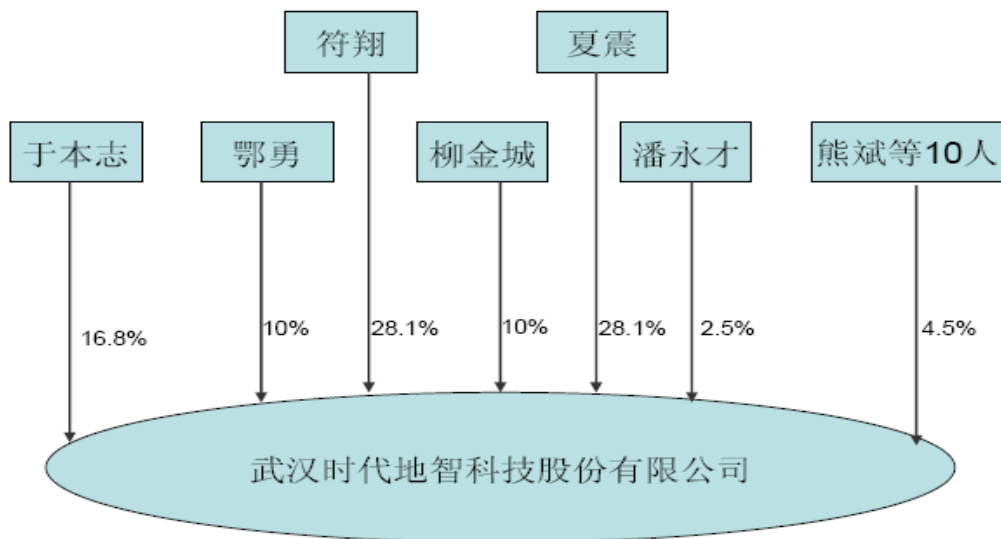 符翔
夏震
于本志
鄂勇
柳金城
潘永才
熊斌等10人
16.8%
10%
28.1%
10%
28.1%
2.5%
4.5%
武汉时代地智科技股份有限公司